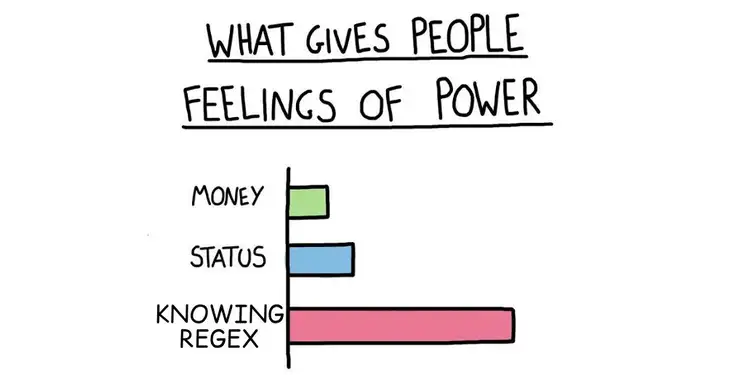 WHAT GIVES PEOPLE
FEELINGS OF POWER
MONEY
STATUS
KNOWING
REGEX